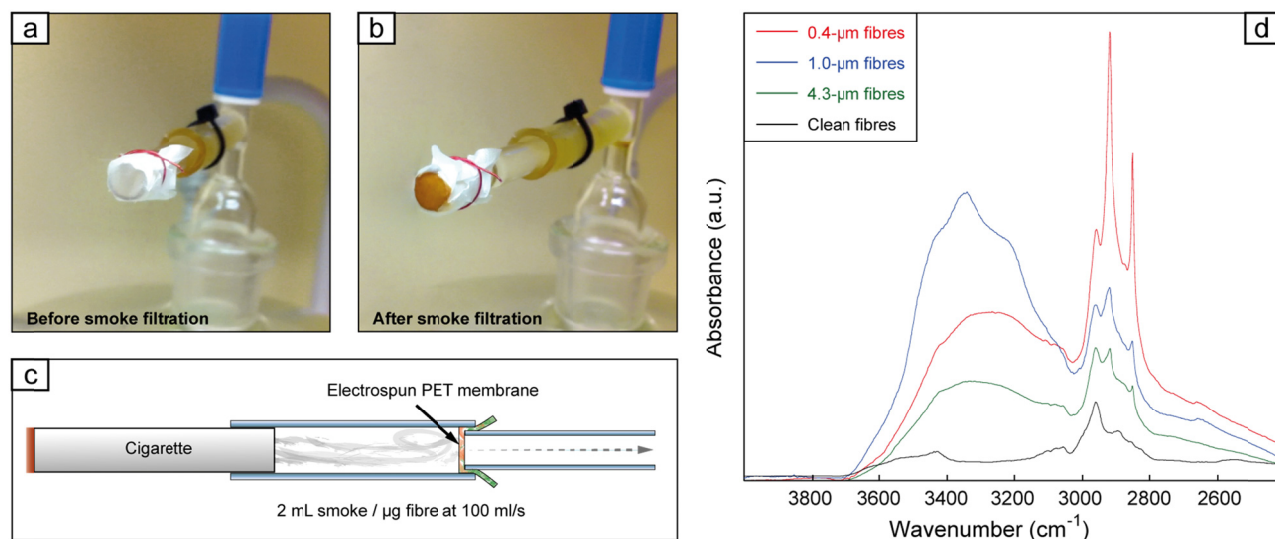 a
Before smoke filtration
b
After smoke filtration
c
Electrospun PET membrane
Cigarette
2 mL smoke / µg fibre at 100 ml/s
d
0.4-µm fibres
1.0-µm fibres
4.3-µm fibres
Clean fibres
Absorbance (a.u.)
3800 3600 3400 3200 3000 2800 2600
Wavenumber (cm⁻¹)